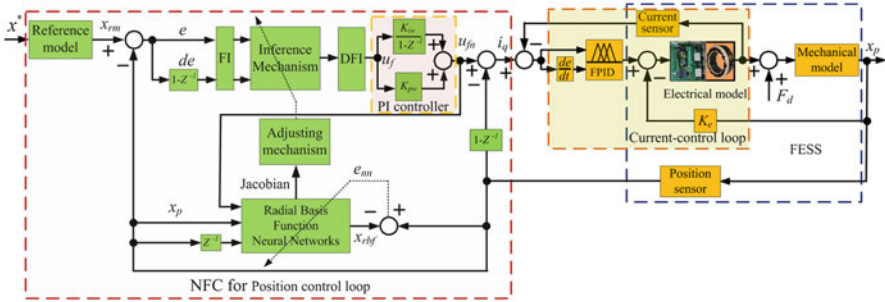 x*
Reference
model
x_rm
e
de
1-Z⁻¹
FI
Inference
Mechanism
DFI
u_f
K_iw
1-Z⁻¹
K_pw
PI controller
u_fn
i_q
1-Z⁻¹
Adjusting
mechanism
Jacobian
e_nn
x_p
Z⁻¹
Radial Basis
Function
Neural Networks
x_rbf
NFC for Position control loop
Current
sensor
de
dt
FPID
Electrical model
K_e
Current-control loop
F_d
Mechanical
model
x_p
FESS
Position
sensor